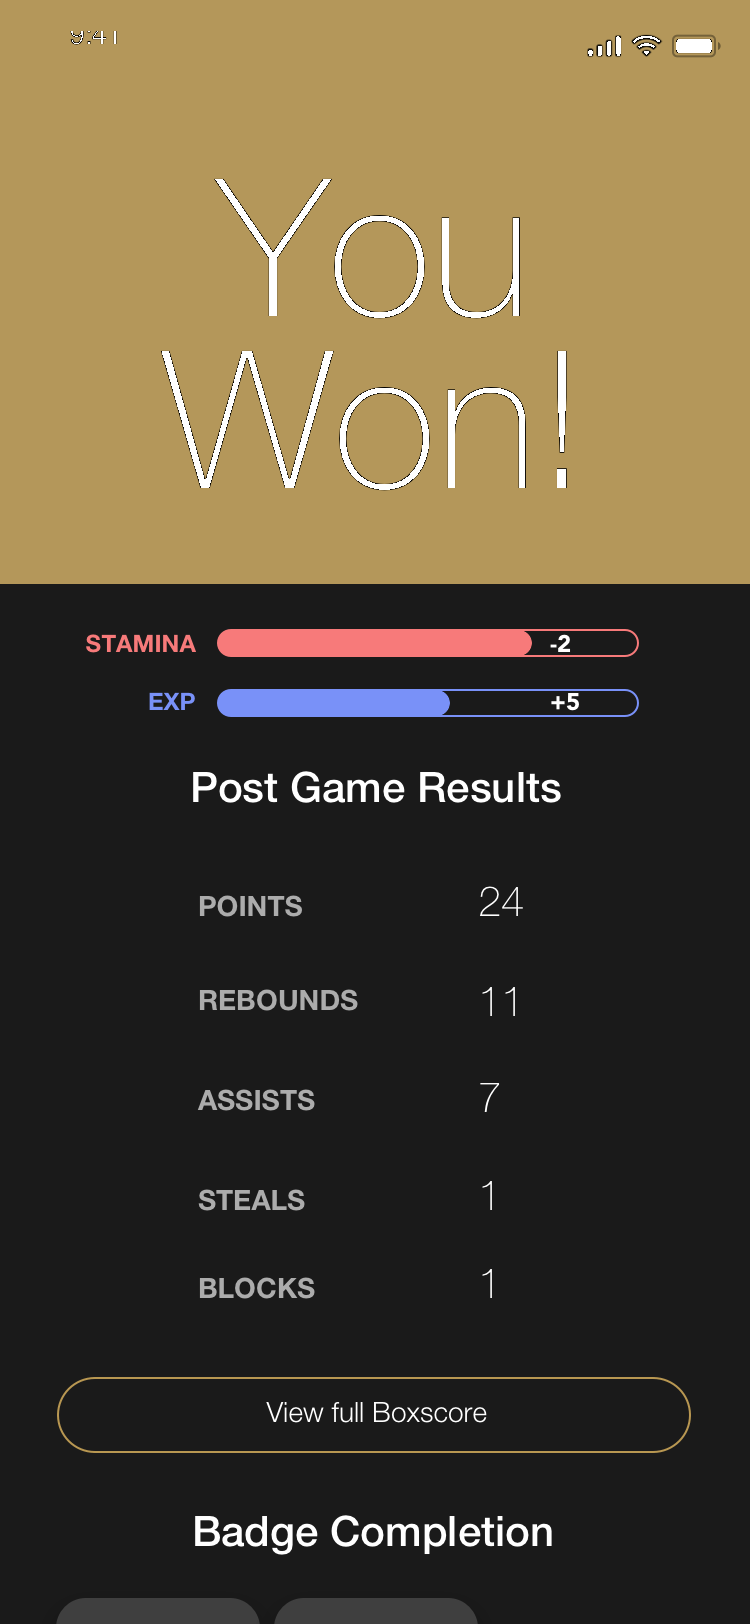 9:41
You
Won!
STAMINA -2
EXP +5
Post Game Results
POINTS 24
REBOUNDS 11
ASSISTS 7
STEALS 1
BLOCKS 1
View full Boxscore
Badge Completion